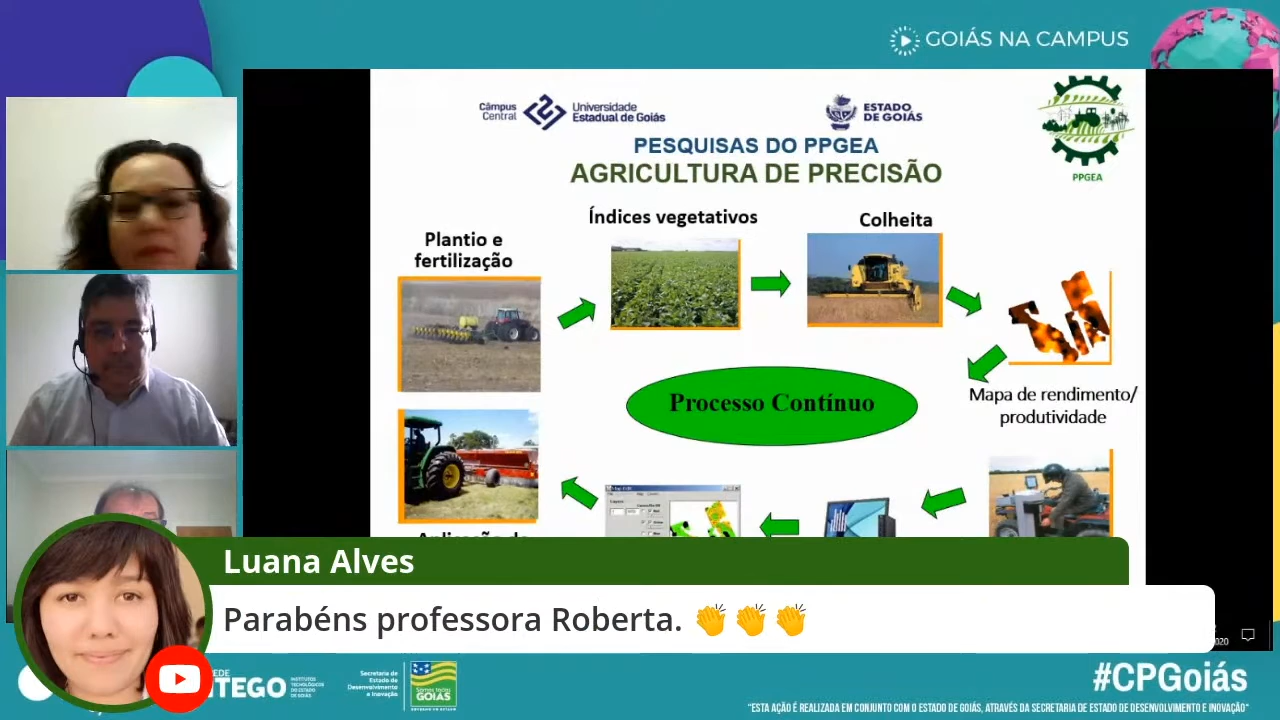 GOIÁS NA CAMPUS
Câmpus
Central
Universidade
Estadual de Goiás
ESTADO
DE GOIÁS
PPGEA
PESQUISAS DO PPGEA
AGRICULTURA DE PRECISÃO
Plantio e
fertilização
Índices vegetativos
Colheita
Mapa de rendimento/
produtividade
Processo Contínuo
Luana Alves
Parabéns professora Roberta. 👏👏👏
Secretaria de
Estado de
Desenvolvimento
e Inovação
Somos todos
GOIÁS
#CPGoiás
"ESTA AÇÃO É REALIZADA EM CONJUNTO COM O ESTADO DE GOIÁS, ATRAVÉS DA SECRETARIA DE ESTADO DE DESENVOLVIMENTO E INOVAÇÃO"